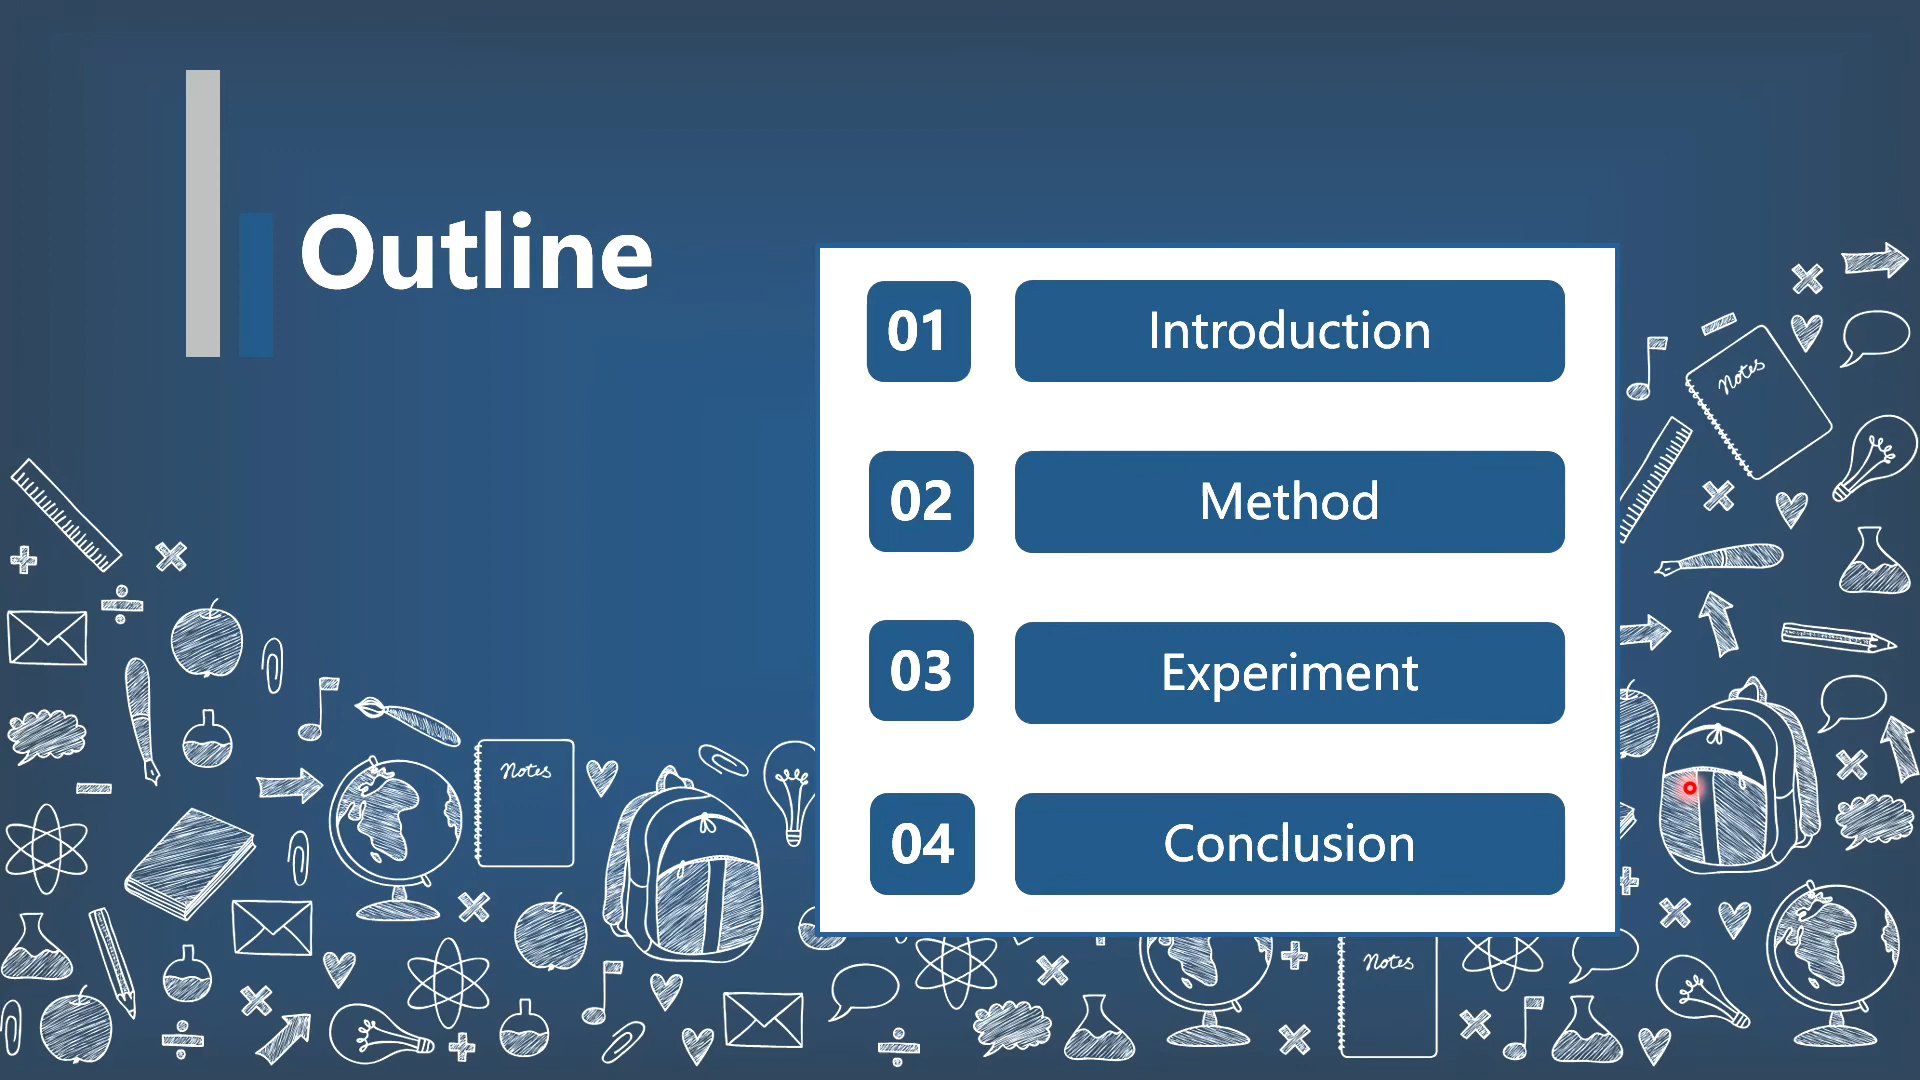 Outline
01 Introduction
02 Method
03 Experiment
04 Conclusion
Notes
Notes
Notes